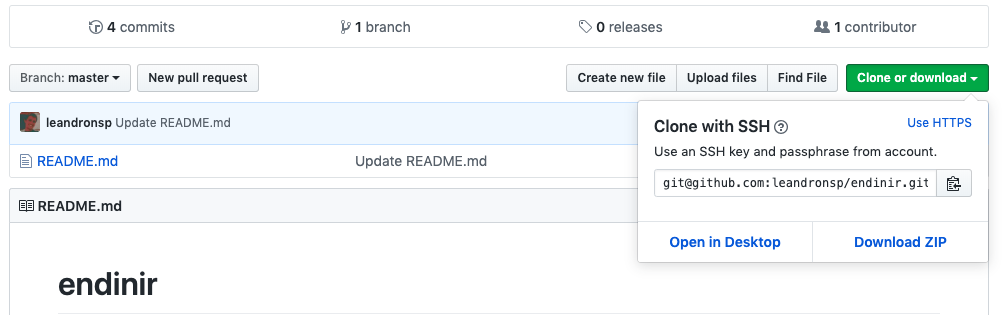 4 commits 1 branch 0 releases 1 contributor
Branch: master New pull request Create new file Upload files Find File Clone or download
leandronsp Update README.md
Clone with SSH Use HTTPS
Use an SSH key and passphrase from account.
README.md Update README.md
git@github.com:leandronsp/endinir.git
README.md
Open in Desktop Download ZIP
endinir